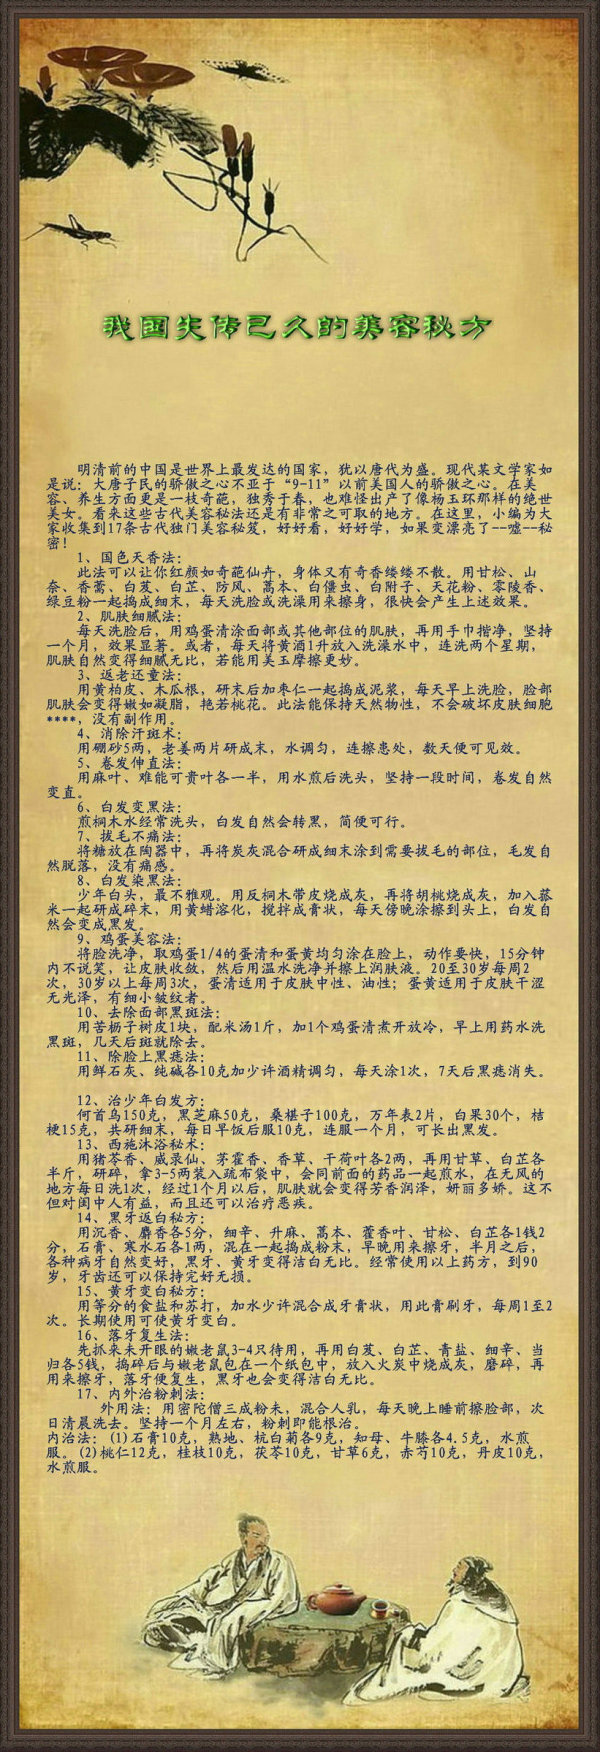 我国失传已久的美容秘方
明清前的中国是世界上最发达的国家，犹以唐代为盛。现代某文学家如
是说：大唐子民的骄傲之心不亚于“9-11”以前美国人的骄傲之心。在美
容、养生方面更是一枝奇葩，独秀于春，也难怪出产了像杨玉环那样的绝世
美女。看来这些古代美容秘法还是有非常之可取的地方。在这里，小编为大
家收集到17条古代独门美容秘笈，好好看，好好学，如果变漂亮了--嘘--秘
密！
1、国色天香法：
此法可以让你红颜如奇葩仙卉，身体又有奇香缕缕不散。用甘松、山
奈、香薷、白芨、白芷、防风、藁本、白僵虫、白附子、天花粉、零陵香、
绿豆粉一起捣成细末，每天洗脸或洗澡用来擦身，很快会产生上述效果。
2、肌肤细腻法：
每天洗脸后，用鸡蛋清涂面部或其他部位的肌肤，再用手巾揩净，坚持
一个月，效果显著。或者，每天将黄酒1升放入洗澡水中，连洗两个星期，
肌肤自然变得细腻无比，若能用美玉摩擦更妙。
3、返老还童法：
用黄柏皮、木瓜根，研末后加枣仁一起捣成泥浆，每天早上洗脸，脸部
肌肤会变得嫩如凝脂，艳若桃花。此法能保持天然物性，不会破坏皮肤细胞
****，没有副作用。
4、消除汗斑术：
用硼砂5两，老姜两片研成末，水调匀，连擦患处，数天便可见效。
5、卷发伸直法：
用麻叶、难能可贵叶各一半，用水煎后洗头，坚持一段时间，卷发自然
变直。
6、白发变黑法：
煎桐木水经常洗头，白发自然会转黑，简便可行。
7、拔毛不痛法：
将糖放在陶器中，再将炭灰混合研成细末涂到需要拔毛的部位，毛发自
然脱落，没有痛感。
8、白发染黑法：
少年白头，最不雅观。用反桐木带皮烧成灰，再将胡桃烧成灰，加入菰
米一起研成碎末，用黄蜡溶化，搅拌成膏状，每天傍晚涂擦到头上，白发自
然会变成黑发。
9、鸡蛋美容法：
将脸洗净，取鸡蛋1/4的蛋清和蛋黄均匀涂在脸上，动作要快，15分钟
内不说笑，让皮肤收敛，然后用温水洗净并擦上润肤液。20至30岁每周2
次，30岁以上每周3次，蛋清适用于皮肤中性、油性；蛋黄适用于皮肤干涩
无光泽，有细小皱纹者。
10、去除面部黑斑法：
用苦枥子树皮1块，配米汤1斤，加1个鸡蛋清煮开放冷，早上用药水洗
黑斑，几天后斑就除去。
11、除脸上黑痣法：
用鲜石灰、纯碱各10克加少许酒精调匀，每天涂1次，7天后黑痣消失。
12、治少年白发方：
何首乌150克，黑芝麻50克，桑椹子100克，万年表2片，白果30个，桔
梗15克，共研细末，每日早饭后服10克，连服一个月，可长出黑发。
13、西施沐浴秘术：
用猪苓香、威录仙、茅霍香、香草、干荷叶各2两，再用甘草、白芷各
半斤，研碎，拿3-5两装入疏布袋中，会同前面的药品一起煎水，在无风的
地方每日洗1次，经过1个月以后，肌肤就会变得芳香润泽，妍丽多娇。这不
但对闺中人有益，而且还可以治疗恶疾。
14、黑牙返白秘方：
用沉香、麝香各5分，细辛、升麻、藁本、藿香叶、甘松、白芷各1钱2
分，石膏、寒水石各1两，混在一起捣成粉末，早晚用来擦牙，半月之后，
各种病牙自然变好，黑牙、黄牙变得洁白无比。经常使用以上药方，到90
岁，牙齿还可以保持完好无损。
15、黄牙变白秘方：
用等分的食盐和苏打，加水少许混合成牙膏状，用此膏刷牙，每周1至2
次。长期使用可使黄牙变白。
16、落牙复生法：
先抓来未开眼的嫩老鼠3-4只待用，再用白芨、白芷、青盐、细辛、当
归各5钱，捣碎后与嫩老鼠包在一个纸包中，放入火炭中烧成灰，磨碎，再
用来擦牙，落牙便复生，黑牙也会变得洁白无比。
17、内外治粉刺法：
外用法：用密陀僧三成粉未，混合人乳，每天晚上睡前擦脸部，次
日清晨洗去。坚持一个月左右，粉刺即能根治。
内治法：(1)石膏10克，熟地、杭白菊各9克，知母、牛膝各4.5克，水煎
服。(2)桃仁12克，桂枝10克，茯苓10克，甘草6克，赤芍10克，丹皮10克，
水煎服。